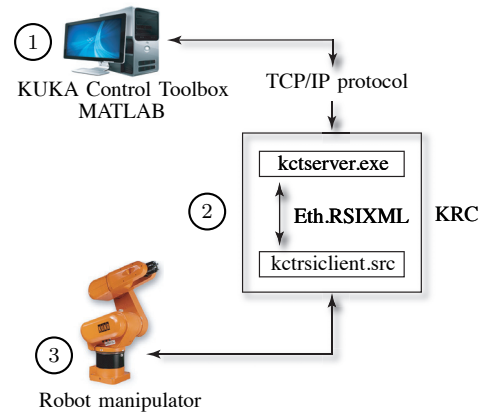 1
KUKA Control Toolbox
MATLAB
TCP/IP protocol
kctserver.exe
2
Eth.RSIXML
KRC
kctrsiclient.src
3
Robot manipulator